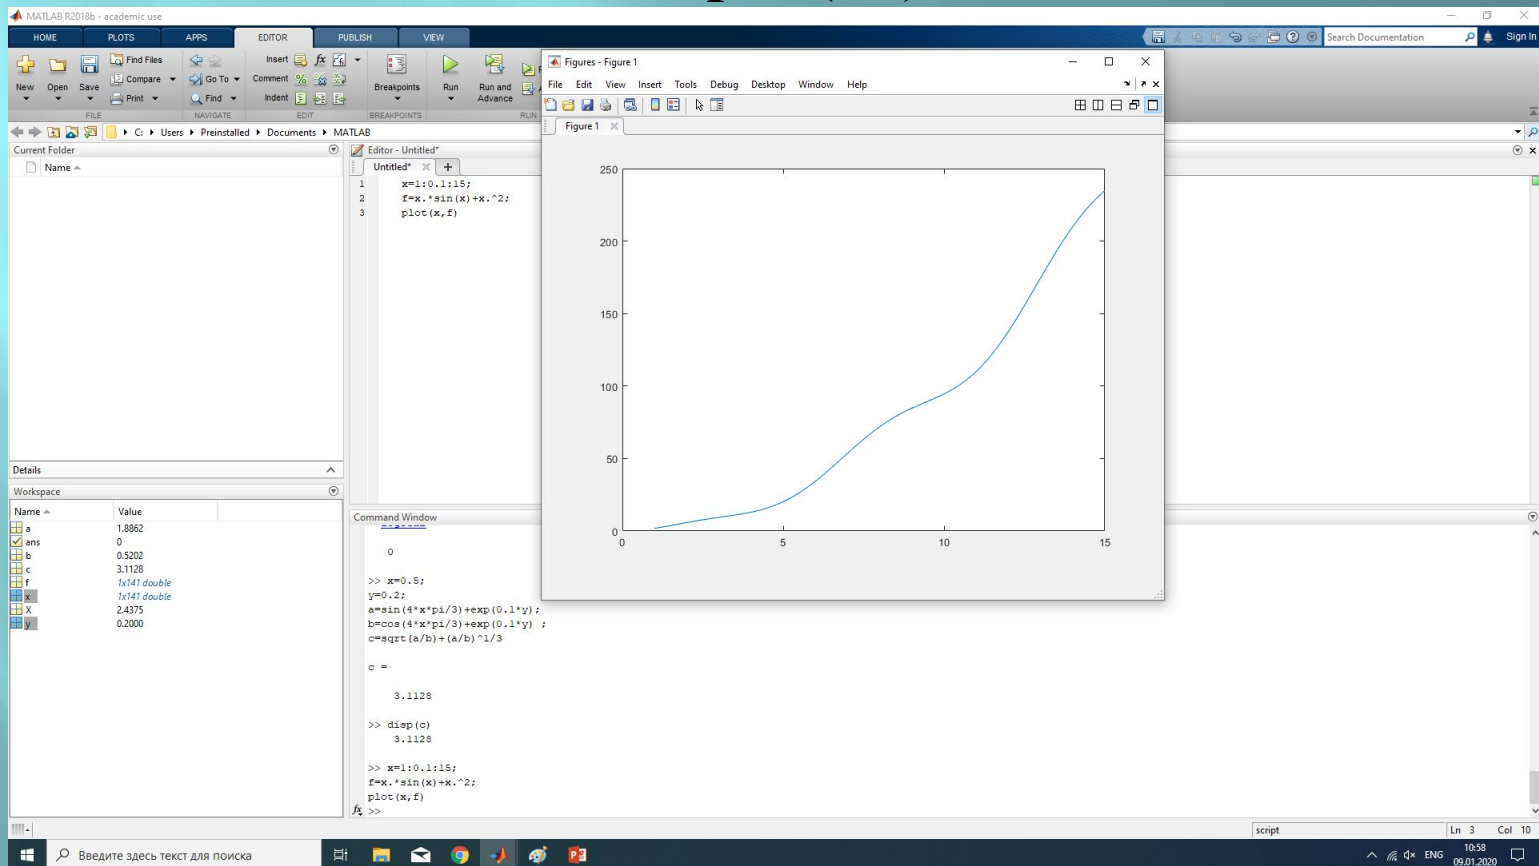 MATLAB R2018b - academic use
HOME PLOTS APPS EDITOR PUBLISH VIEW
Search Documentation
Sign In
New
Open
Save
Find Files
Compare
Print
FILE
Go To
Find
NAVIGATE
Insert fx
Comment
Indent
EDIT
Breakpoints
BREAKPOINTS
Run
Run and
Advance
RUN
C: Users Preinstalled Documents MATLAB
Current Folder
Name
Details
Workspace
Name Value
a 1.8862
ans 0
b 0.5202
c 3.1128
f 1x141 double
x 1x141 double
X 2.4375
y 0.2000
Editor - Untitled*
Untitled*
1 x=1:0.1:15;
2 f=x.*sin(x)+x.^2;
3 plot(x,f)
Figures - Figure 1
File Edit View Insert Tools Debug Desktop Window Help
Figure 1
250
200
150
100
50
0
0 5 10 15
Command Window
0
>> x=0.5;
y=0.2;
a=sin(4*x*pi/3)+exp(0.1*y);
b=cos(4*x*pi/3)+exp(0.1*y) ;
c=sqrt(a/b)+(a/b)^1/3
c =
3.1128
>> disp(c)
3.1128
>> x=1:0.1:15;
f=x.*sin(x)+x.^2;
plot(x,f)
fx >>
script
Ln 3 Col 10
Введите здесь текст для поиска
ENG
10:58
09.01.2020